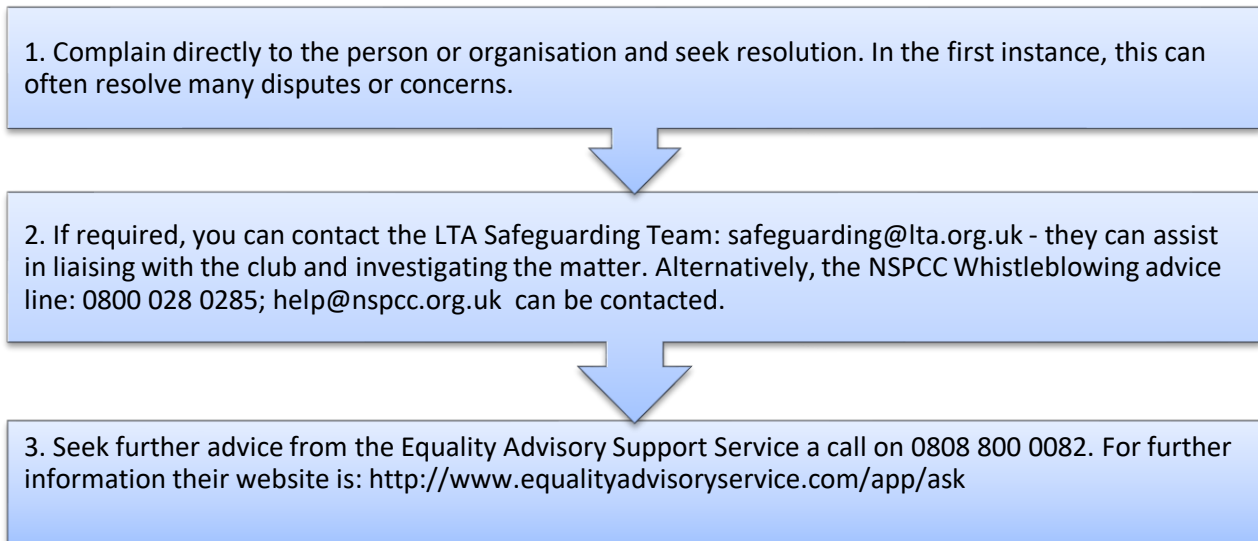 1. Complain directly to the person or organisation and seek resolution. In the first instance, this can
often resolve many disputes or concerns.
2. If required, you can contact the LTA Safeguarding Team: safeguarding@lta.org.uk - they can assist
in liaising with the club and investigating the matter. Alternatively, the NSPCC Whistleblowing advice
line: 0800 028 0285; help@nspcc.org.uk  can be contacted.
3. Seek further advice from the Equality Advisory Support Service a call on 0808 800 0082. For further
information their website is: http://www.equalityadvisoryservice.com/app/ask